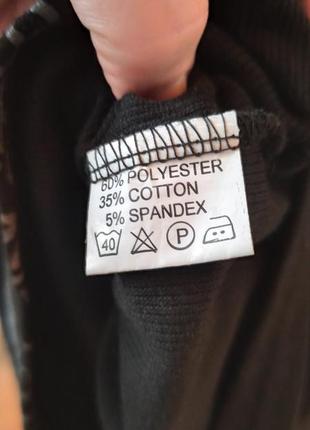 60% POLYESTER
35% COTTON
5% SPANDEX
40 P